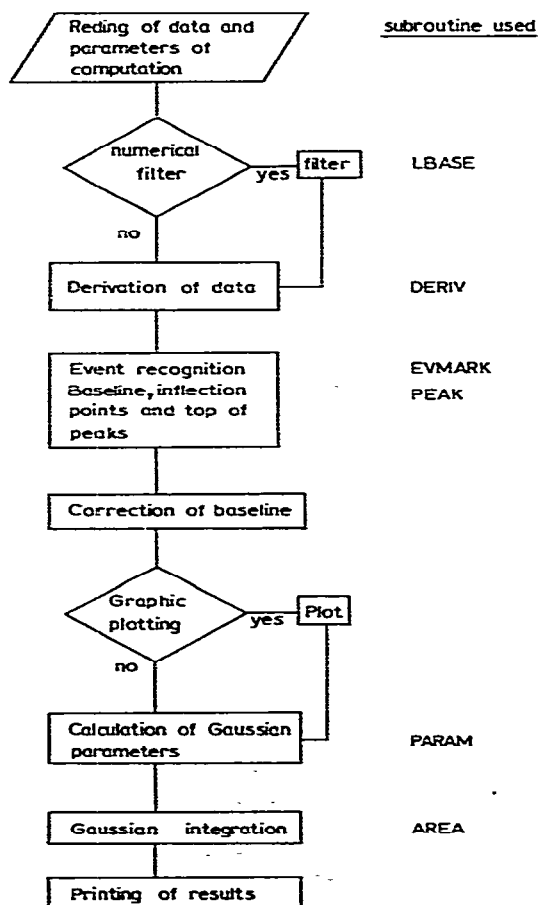 Reding of data and
parameters of
computation
subroutine used
numerical
filter
yes
filter
LBASE
no
Derivation of data
DERIV
Event recognition
Baseline, inflection
points and top of
peaks
EVMARK
PEAK
Correction of baseline
Graphic
plotting
yes
Plot
no
Calculation of Gaussian
parameters
PARAM
Gaussian integration
AREA
Printing of results